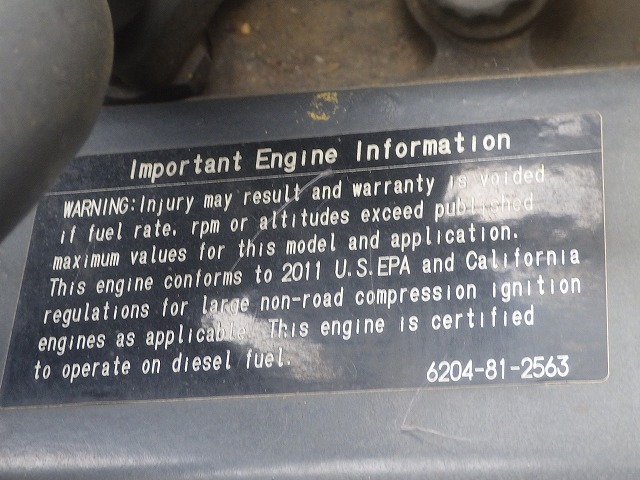 Important Engine Information
WARNING:Injury may result and warranty is voided
if fuel rate, rpm or altitudes exceed published
maximum values for this model and application.
This engine conforms to 2011 U.S.EPA and California
regulations for large non-road compression ignition
engines as applicable. This engine is certified
to operate on diesel fuel.
6204-81-2563